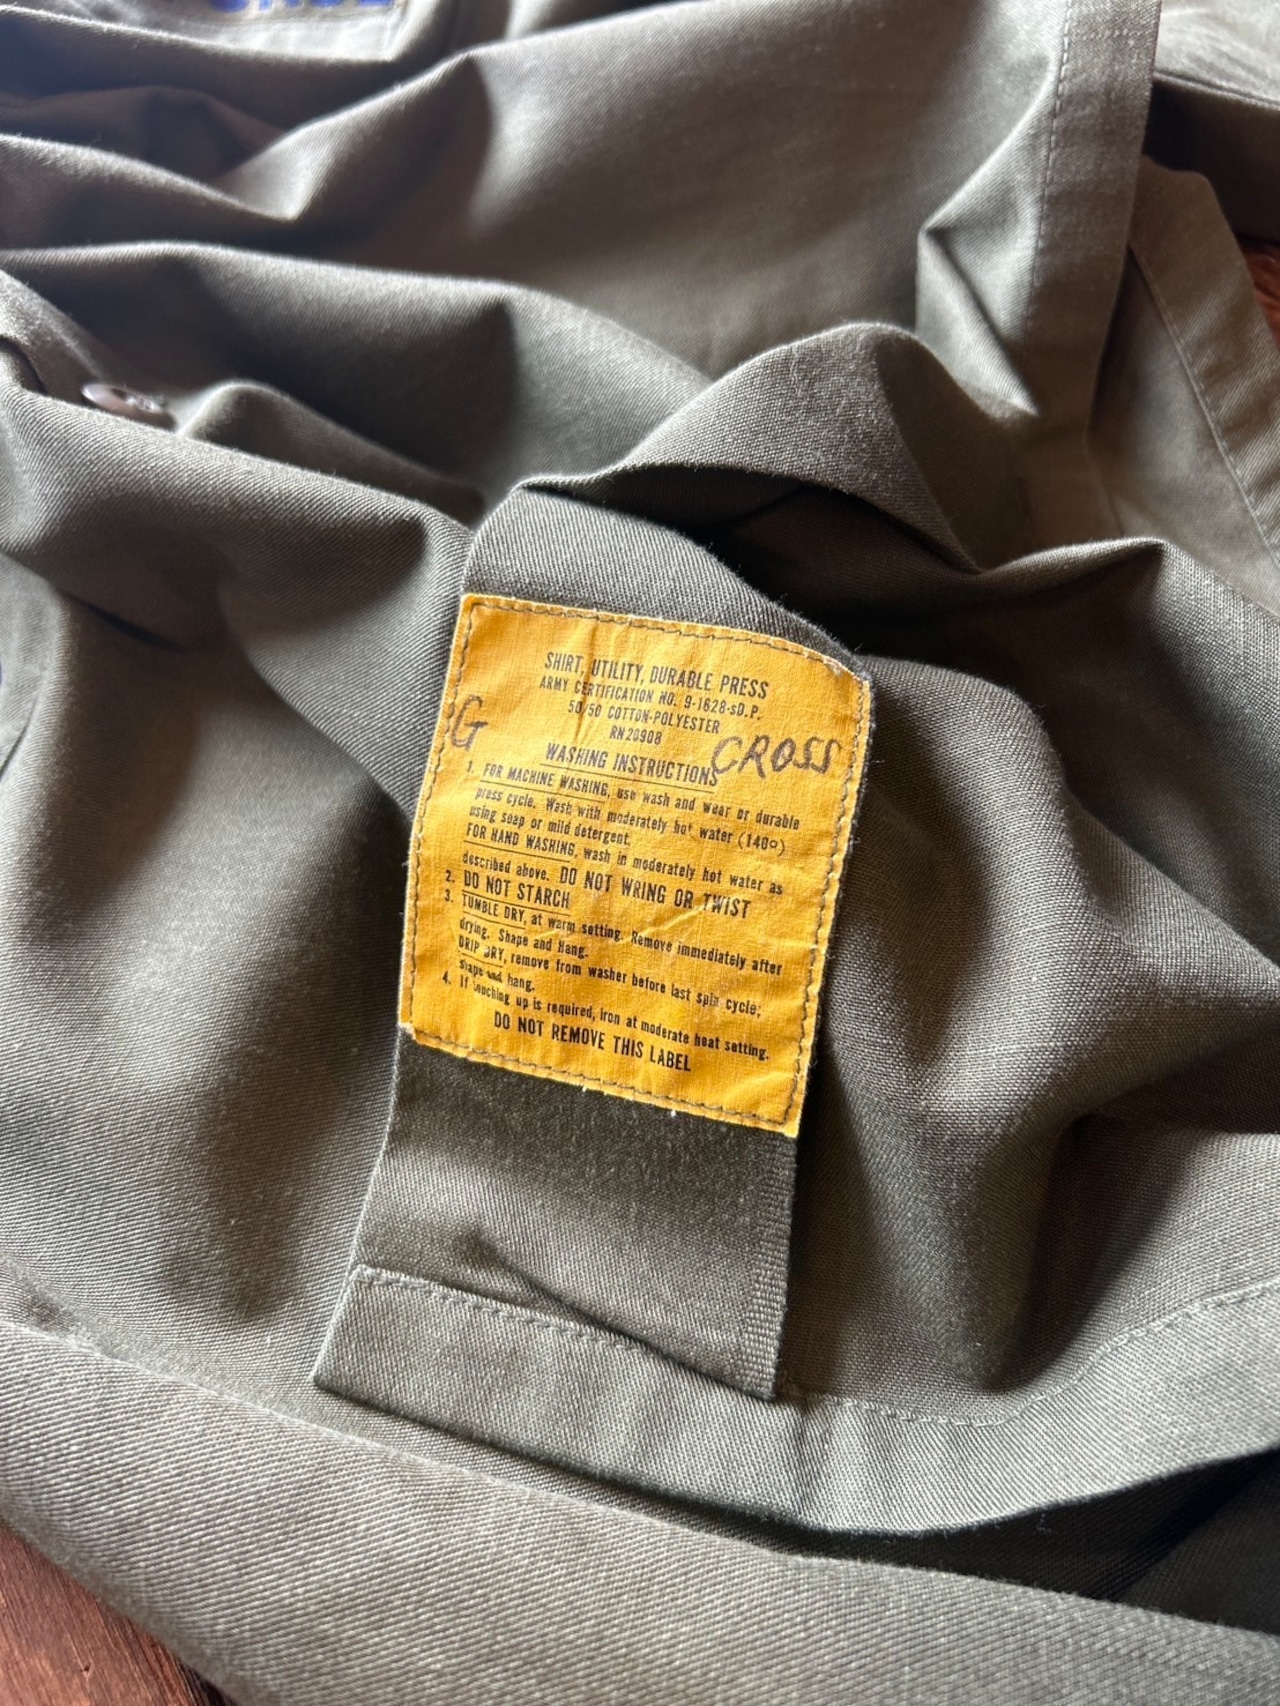 SHIRT, UTILITY, DURABLE PRESS
ARMY CERTIFICATION NO. 9-1628-sD.P.
50/50 COTTON-POLYESTER
RN 20908
G CROSS
WASHING INSTRUCTIONS
1. FOR MACHINE WASHING, use wash and wear or durable
press cycle. Wash with moderately hot water (140º)
using soap or mild detergent.
FOR HAND WASHING, wash in moderately hot water as
described above. DO NOT WRING OR TWIST
2. DO NOT STARCH
3. TUMBLE DRY, at warm setting. Remove immediately after
drying. Shape and Hang.
DRIP DRY, remove from washer before last spin cycle;
shape and hang.
4. If touching up is required, iron at moderate heat setting.
DO NOT REMOVE THIS LABEL